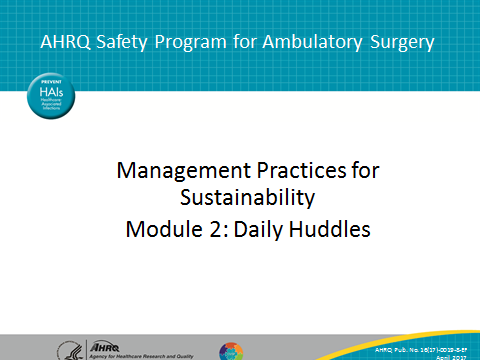 AHRQ Safety Program for Ambulatory Surgery
PREVENT
HAIs
Healthcare
Associated
Infections
Management Practices for
Sustainability
Module 2: Daily Huddles
AHRQ
Agency for Healthcare Research and Quality
AHRQ Pub. No. 16(17)-0019-8-EF
April 2017